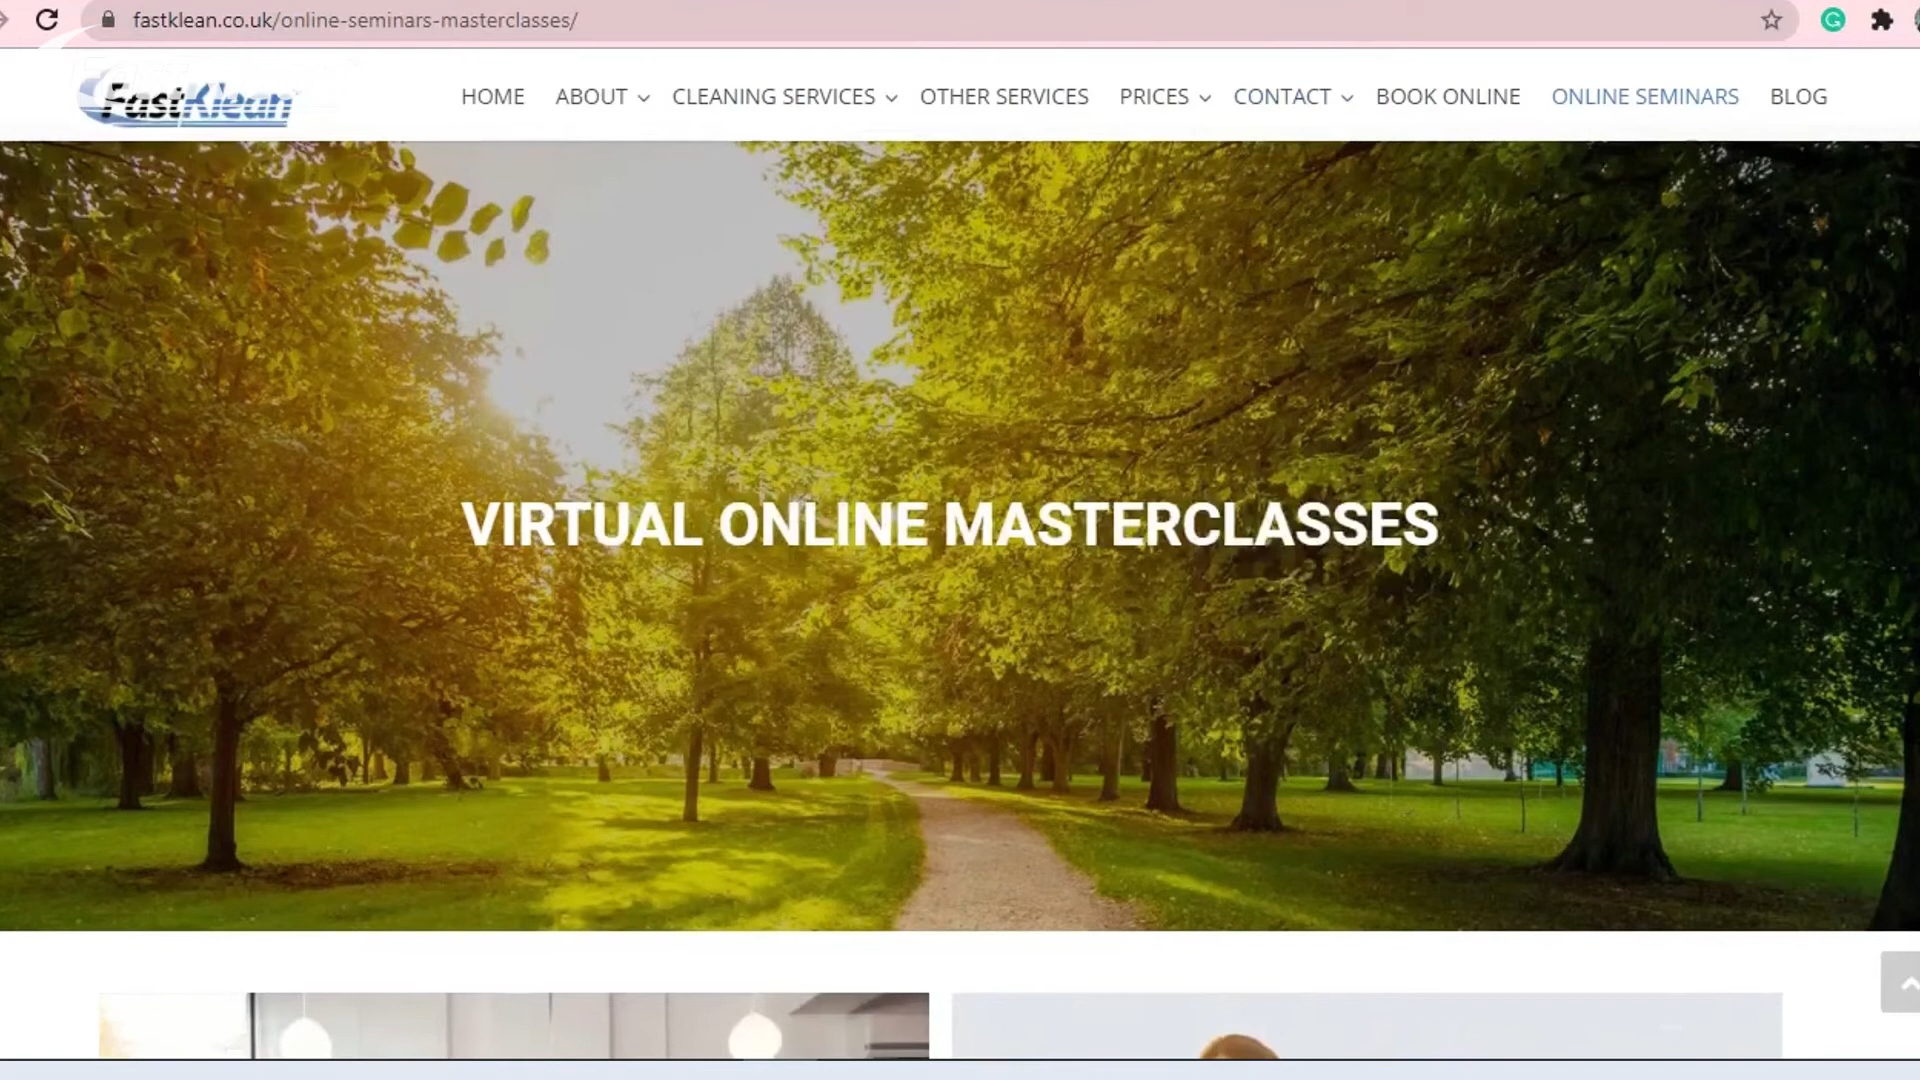 fastklean.co.uk/online-seminars-masterclasses/
FastKlean
HOME ABOUT CLEANING SERVICES OTHER SERVICES PRICES CONTACT BOOK ONLINE ONLINE SEMINARS BLOG
VIRTUAL ONLINE MASTERCLASSES